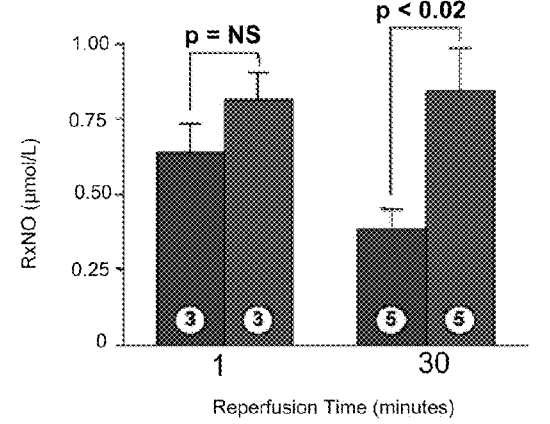 p < 0.02
p = NS
1.00
0.75
0.50
0.25
0
RxNO (µmol/L)
3 3 5 5
1 30
Reperfusion Time (minutes)